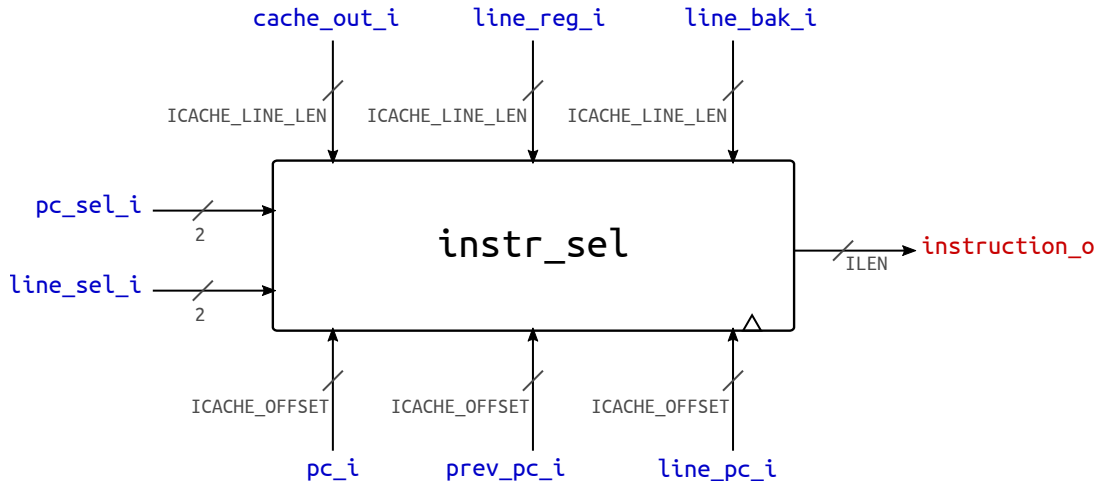 cache_out_i line_reg_i line_bak_i
ICACHE_LINE_LEN ICACHE_LINE_LEN ICACHE_LINE_LEN
pc_sel_i
2
instr_sel
instruction_o
ILEN
line_sel_i
2
ICACHE_OFFSET ICACHE_OFFSET ICACHE_OFFSET
pc_i prev_pc_i line_pc_i